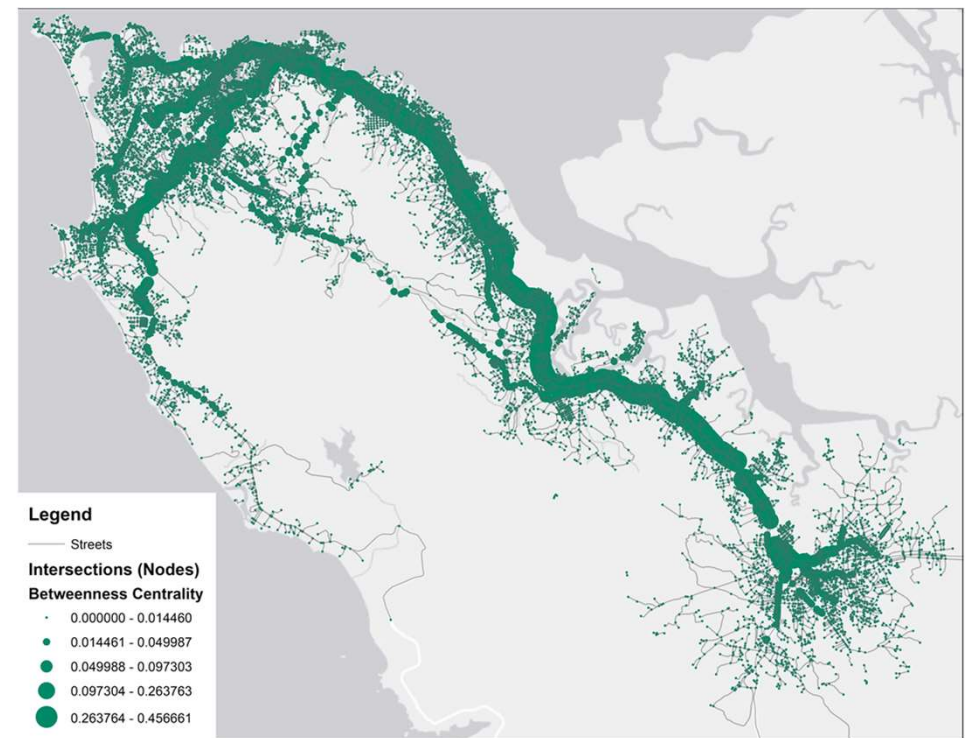 Legend
Streets
Intersections (Nodes)
Betweenness Centrality
0.000000 - 0.014460
0.014461 - 0.049987
0.049988 - 0.097303
0.097304 - 0.263763
0.263764 - 0.456661